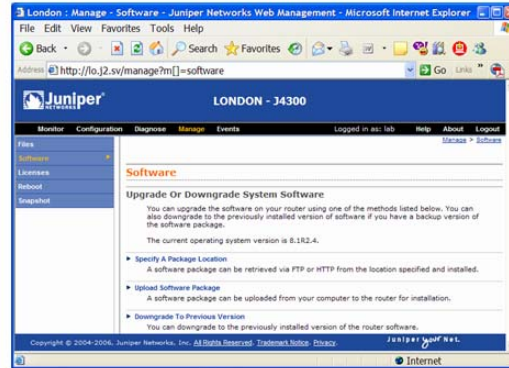 London : Manage - Software - Juniper Networks Web Management - Microsoft Internet Explorer
File Edit View Favorites Tools Help
Back Search Favorites
Address http://lo.j2.sv/manage?m[]=software Go Links "
Juniper NETWORKS
LONDON - J4300
Monitor Configuration Diagnose Manage Events Logged in as: lab Help About Logout
Manage > Software
Files
Software
Licenses
Reboot
Snapshot
Software
Upgrade Or Downgrade System Software
You can upgrade the software on your router using one of the methods listed below. You can
also downgrade to the previously installed version of software if you have a backup version of
the software package.
The current operating system version is 8.1R2.4.
Specify A Package Location
A software package can be retrieved via FTP or HTTP from the location specified and installed.
Upload Software Package
A software package can be uploaded from your computer to the router for installation.
Downgrade To Previous Version
You can downgrade to the previously installed version of the router software.
Copyright © 2004-2006, Juniper Networks, Inc. All Rights Reserved. Trademark Notice. Privacy. Juniper your Net.
Internet